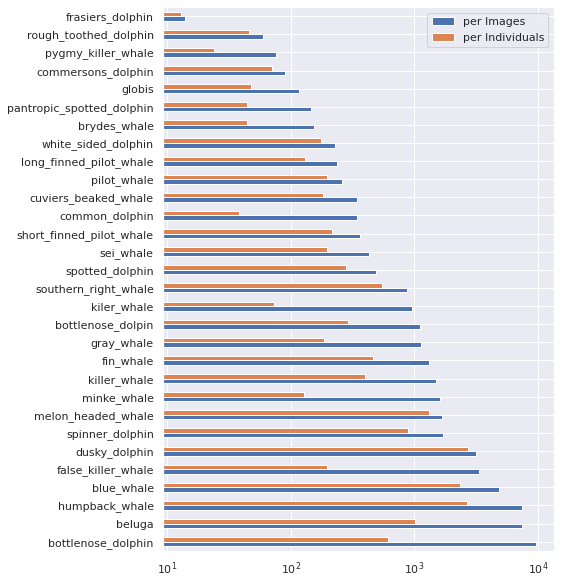 per Images
per Individuals
frasiers_dolphin
rough_toothed_dolphin
pygmy_killer_whale
commersons_dolphin
globis
pantropic_spotted_dolphin
brydes_whale
white_sided_dolphin
long_finned_pilot_whale
pilot_whale
cuviers_beaked_whale
common_dolphin
short_finned_pilot_whale
sei_whale
spotted_dolphin
southern_right_whale
kiler_whale
bottlenose_dolpin
gray_whale
fin_whale
killer_whale
minke_whale
melon_headed_whale
spinner_dolphin
dusky_dolphin
false_killer_whale
blue_whale
humpback_whale
beluga
bottlenose_dolphin
10¹ 10² 10³ 10⁴